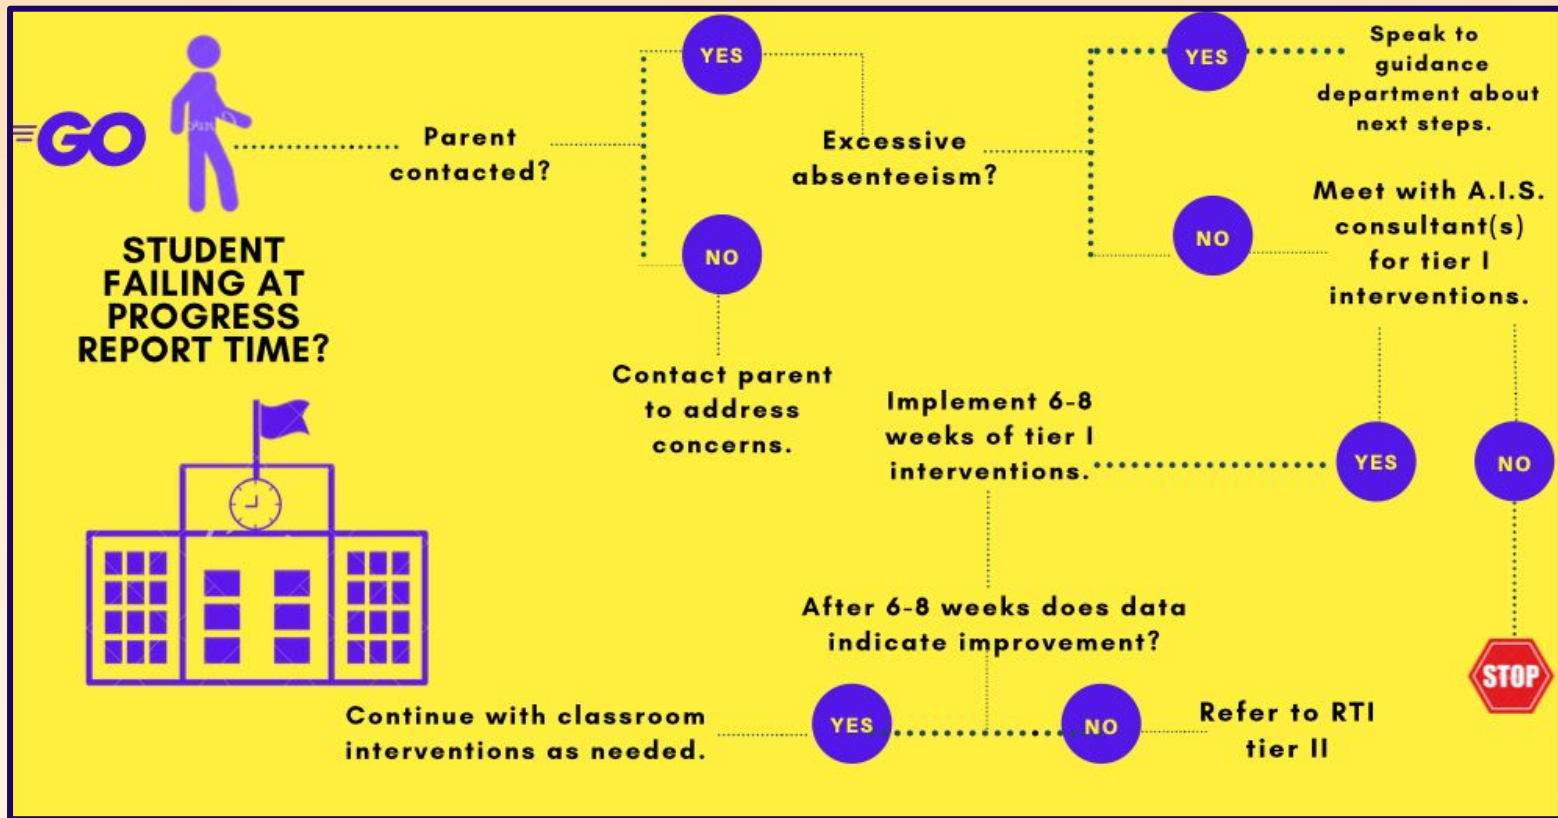 GO
STUDENT
FAILING AT
PROGRESS
REPORT TIME?
Parent
contacted?
YES
NO
Contact parent
to address
concerns.
Excessive
absenteeism?
YES
Speak to
guidance
department about
next steps.
NO
Meet with A.I.S.
consultant(s)
for tier I
interventions.
YES
NO
STOP
Implement 6-8
weeks of tier I
interventions.
After 6-8 weeks does data
indicate improvement?
YES
Continue with classroom
interventions as needed.
NO
Refer to RTI
tier II